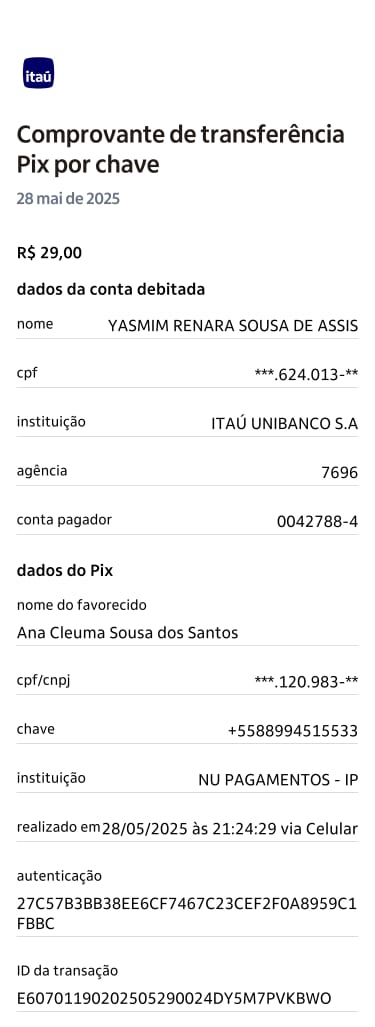 itaú
Comprovante de transferência
Pix por chave
28 mai de 2025
R$ 29,00
dados da conta debitada
nome YASMIM RENARA SOUSA DE ASSIS
cpf ***.624.013-**
instituição ITAÚ UNIBANCO S.A
agência 7696
conta pagador 0042788-4
dados do Pix
nome do favorecido
Ana Cleuma Sousa dos Santos
cpf/cnpj ***.120.983-**
chave +5588994515533
instituição NU PAGAMENTOS - IP
realizado em 28/05/2025 às 21:24:29 via Celular
autenticação
27C57B3BB38EE6CF7467C23CEF2F0A8959C1
FBBC
ID da transação
E60701190202505290024DY5M7PVKBWO